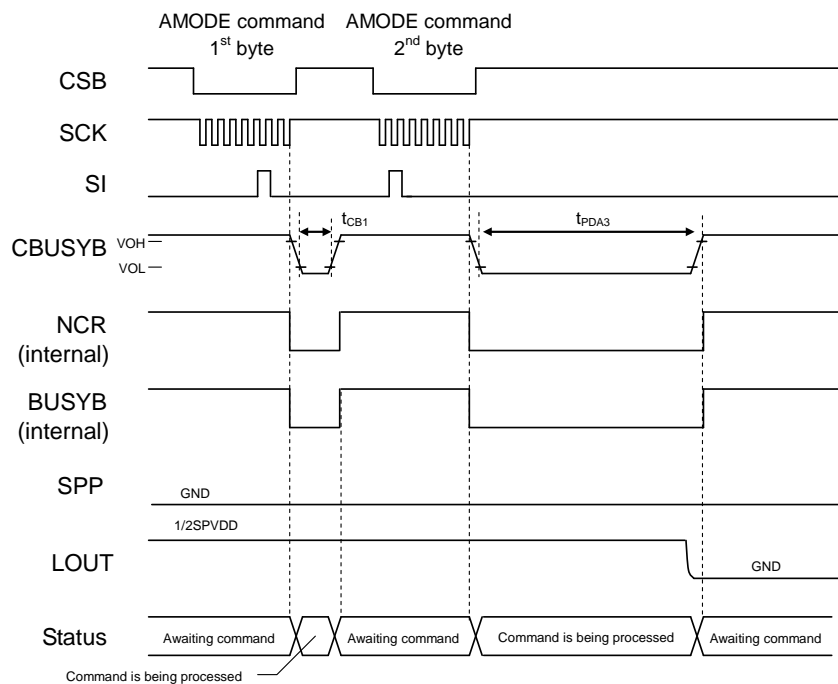 AMODE command
1st byte
AMODE command
2nd byte
CSB
SCK
SI
tCB1
tPDA3
CBUSYB
VOH
VOL
NCR
(internal)
BUSYB
(internal)
SPP
GND
1/2SPVDD
LOUT
GND
Status
Awaiting command
Awaiting command
Command is being processed
Awaiting command
Command is being processed